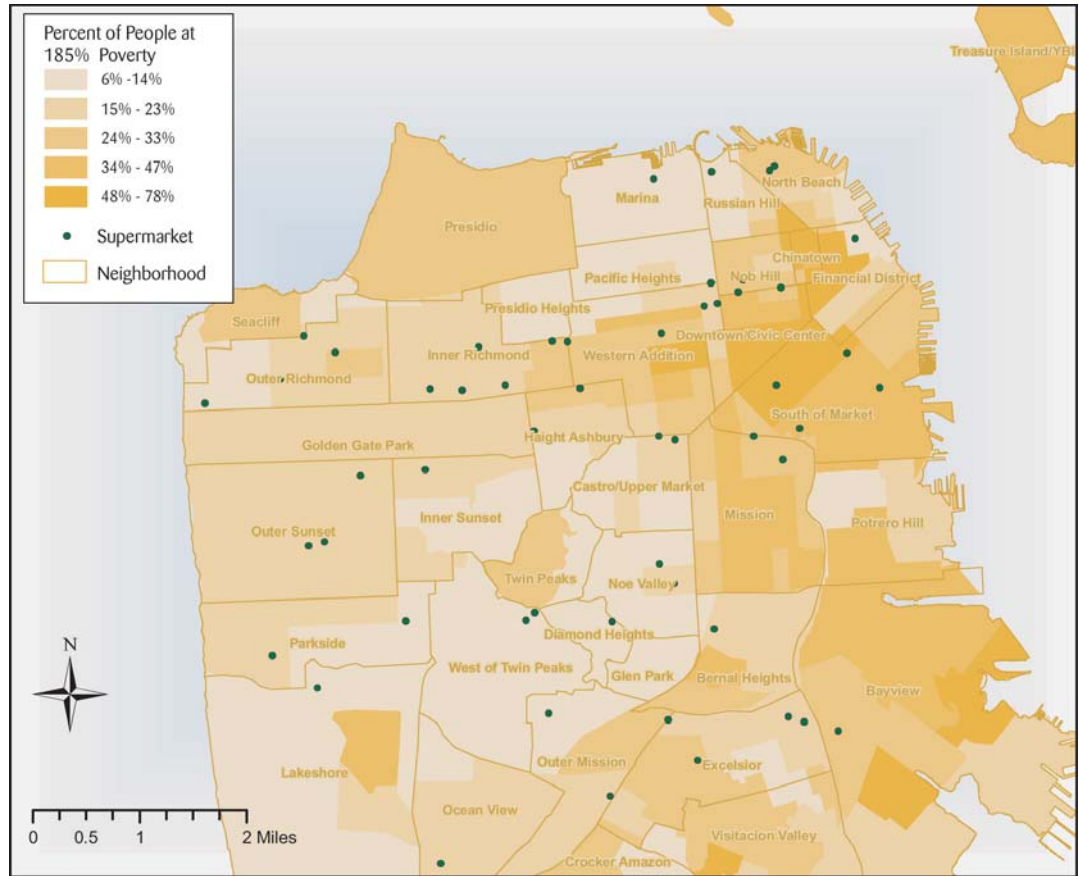 Percent of People at
185% Poverty
6% -14%
15% - 23%
24% - 33%
34% - 47%
48% - 78%
Supermarket
Neighborhood
Treasure Island/YBI
North Beach
Marina
Russian Hill
Presidio
Chinatown
Pacific Heights
Nob Hill
Financial District
Presidio Heights
Seacliff
Downtown/Civic Center
Inner Richmond
Western Addition
Outer Richmond
South of Market
Haight Ashbury
Golden Gate Park
Castro/Upper Market
Inner Sunset
Mission
Potrero Hill
Outer Sunset
Twin Peaks
Noe Valley
Diamond Heights
Parkside
West of Twin Peaks
Glen Park
Bernal Heights
Bayview
N
Outer Mission
Excelsior
Lakeshore
Ocean View
Visitacion Valley
Crocker Amazon
0 0.5 1 2 Miles